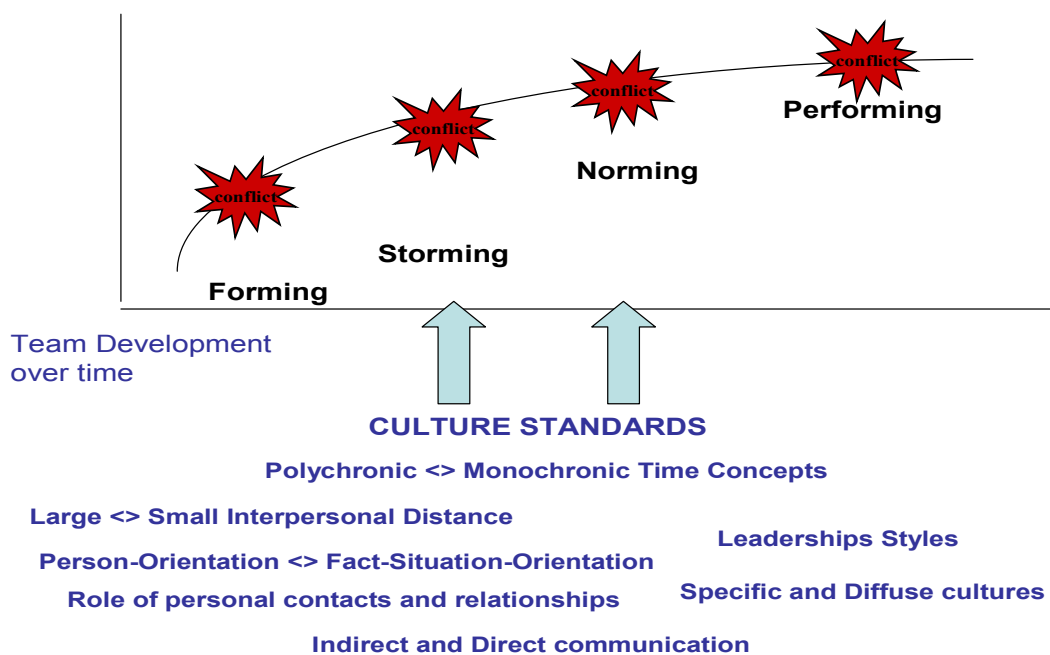 conflict
conflict
conflict
conflict
Performing
Norming
Storming
Forming
Team Development
over time
CULTURE STANDARDS
Polychronic <> Monochronic Time Concepts
Large <> Small Interpersonal Distance
Leaderships Styles
Person-Orientation <> Fact-Situation-Orientation
Specific and Diffuse cultures
Role of personal contacts and relationships
Indirect and Direct communication